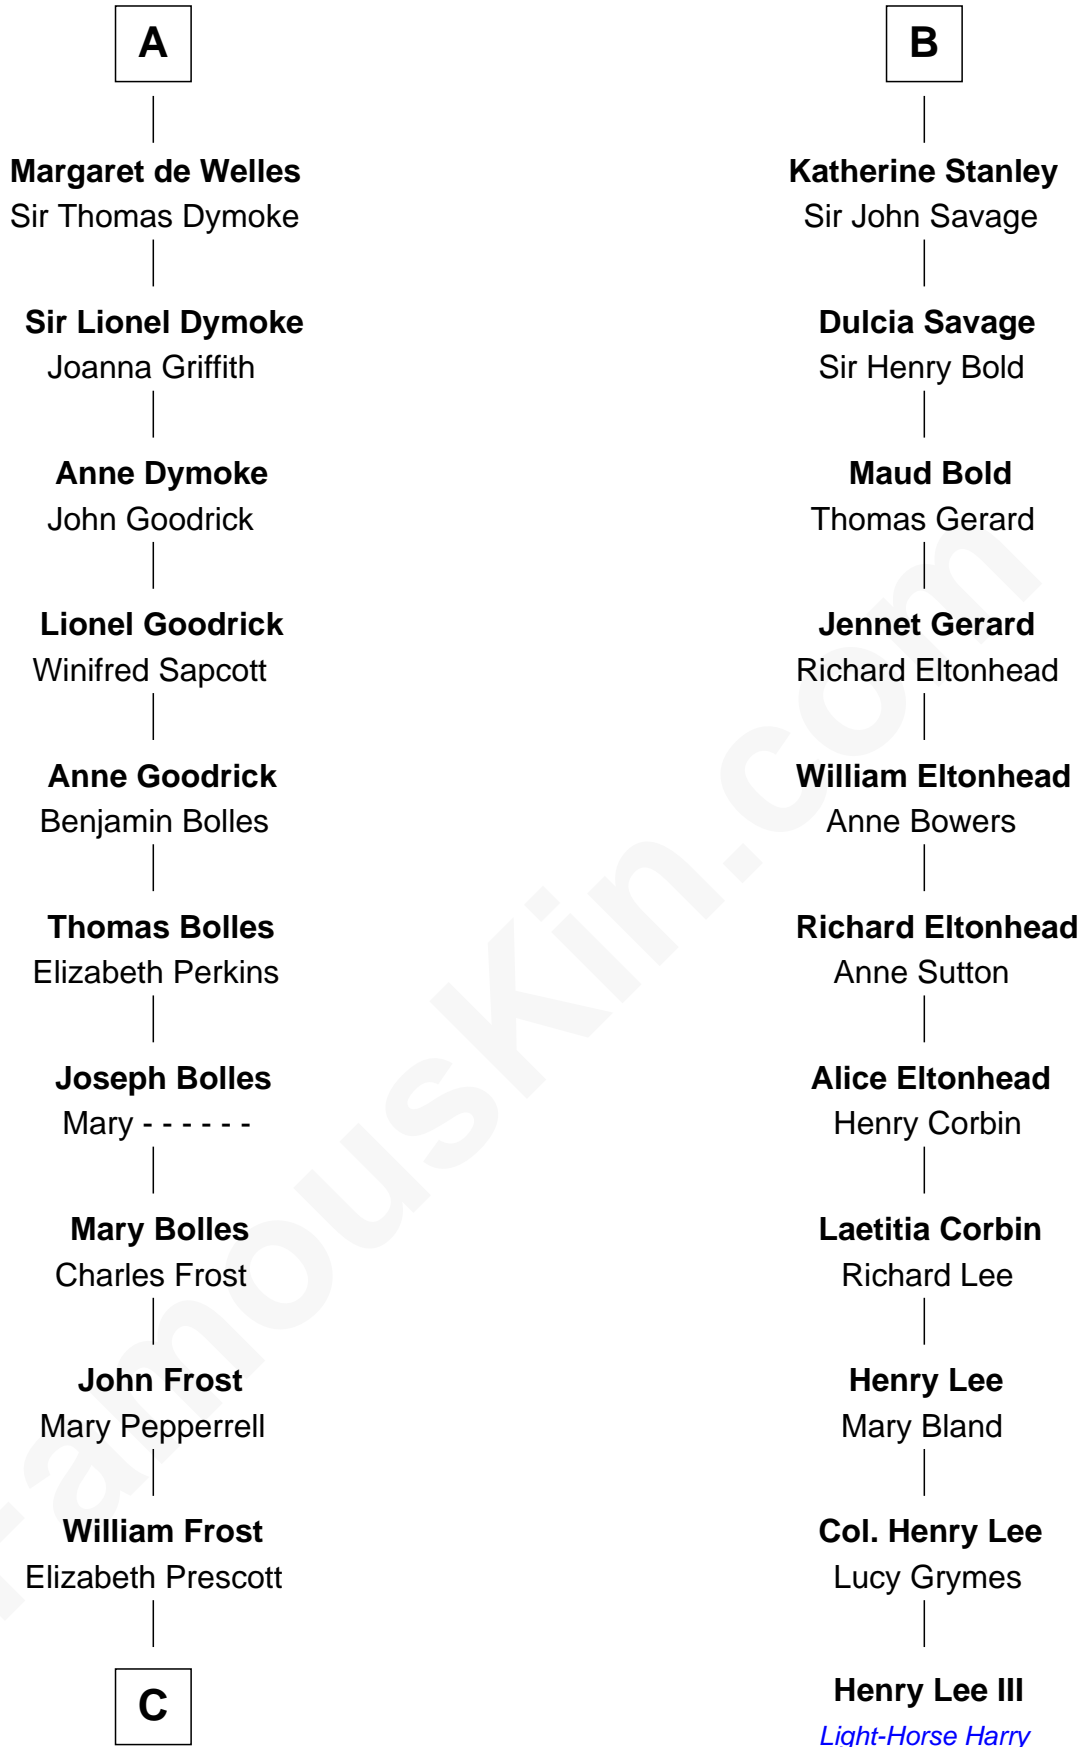 A
Margaret de Welles
Sir Thomas Dymoke
Sir Lionel Dymoke
Joanna Griffith
Anne Dymoke
John Goodrick
Lionel Goodrick
Winifred Sapcott
Anne Goodrick
Benjamin Bolles
Thomas Bolles
Elizabeth Perkins
Joseph Bolles
Mary - - - - - -
Mary Bolles
Charles Frost
John Frost
Mary Pepperrell
William Frost
Elizabeth Prescott
C
B
Katherine Stanley
Sir John Savage
Dulcia Savage
Sir Henry Bold
Maud Bold
Thomas Gerard
Jennet Gerard
Richard Eltonhead
William Eltonhead
Anne Bowers
Richard Eltonhead
Anne Sutton
Alice Eltonhead
Henry Corbin
Laetitia Corbin
Richard Lee
Henry Lee
Mary Bland
Col. Henry Lee
Lucy Grymes
Henry Lee III
Light-Horse Harry
FamousKin.com